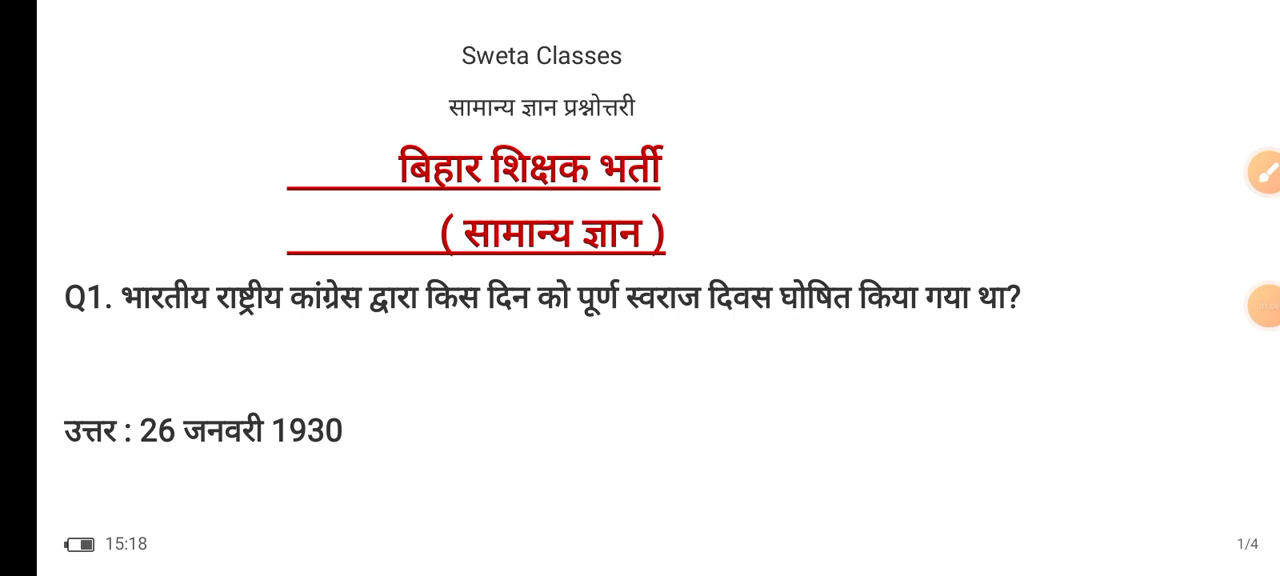 Sweta Classes
सामान्य ज्ञान प्रश्नोत्तरी
बिहार शिक्षक भर्ती
( सामान्य ज्ञान )
Q1. भारतीय राष्ट्रीय कांग्रेस द्वारा किस दिन को पूर्ण स्वराज दिवस घोषित किया गया था?
उत्तर : 26 जनवरी 1930
15:18
1/4